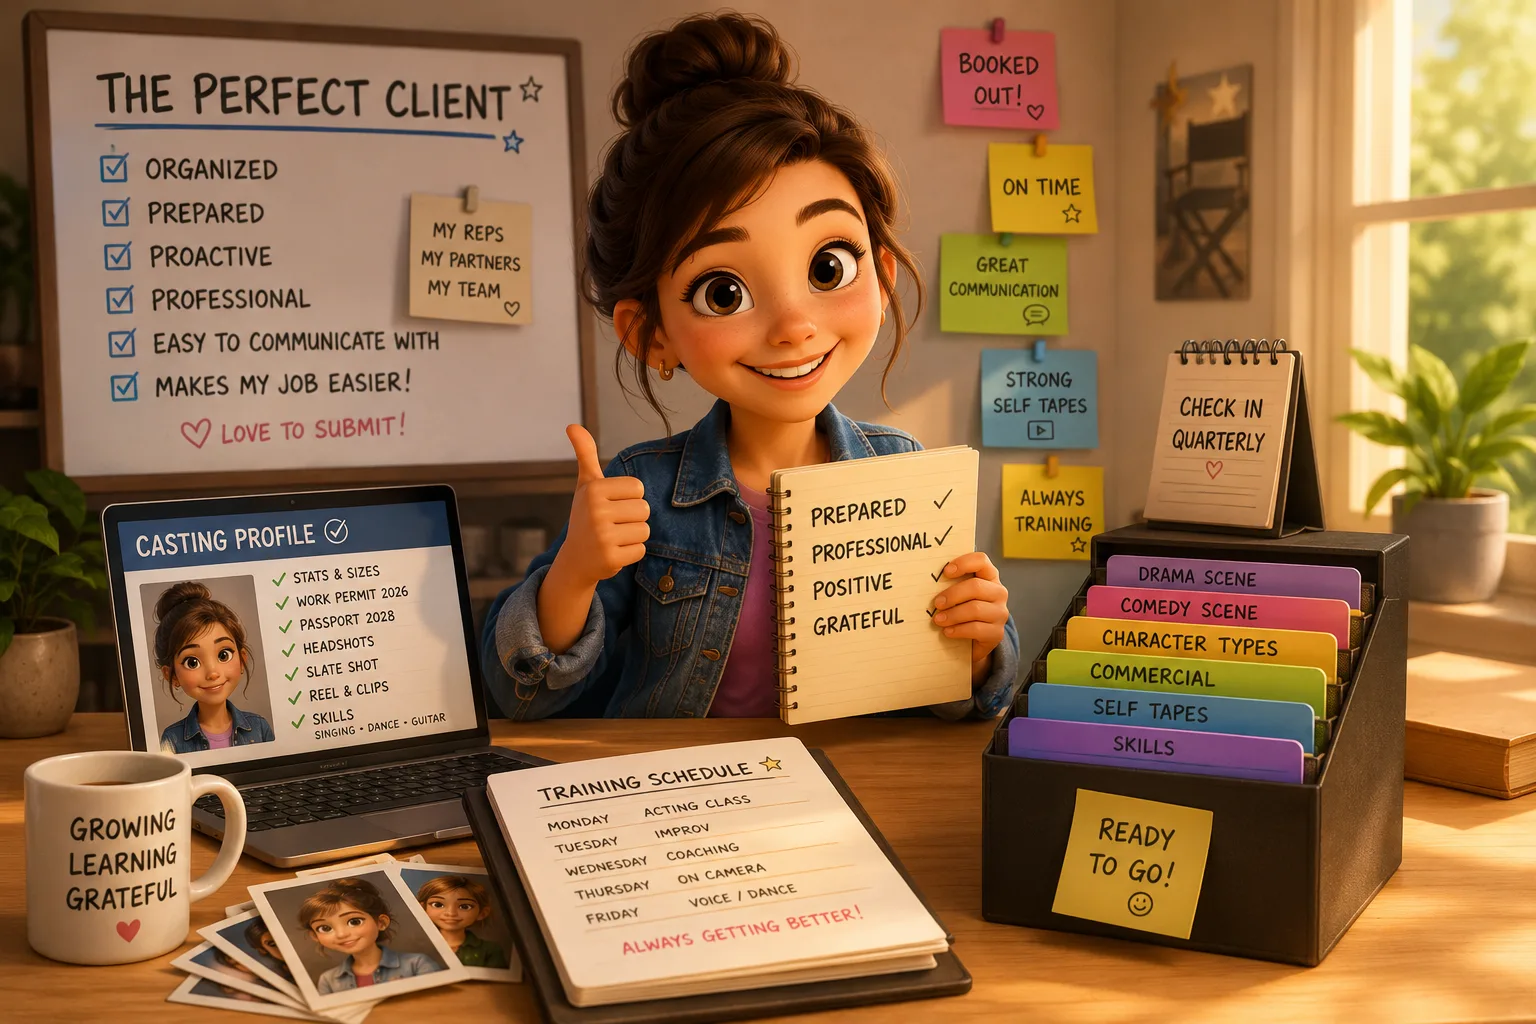 THE PERFECT CLIENT
ORGANIZED
PREPARED
PROACTIVE
PROFESSIONAL
EASY TO COMMUNICATE WITH
MAKES MY JOB EASIER!
LOVE TO SUBMIT!
MY REPS
MY PARTNERS
MY TEAM
BOOKED
OUT!
ON TIME
GREAT
COMMUNICATION
STRONG
SELF TAPES
ALWAYS
TRAINING
CHECK IN
QUARTERLY
CASTING PROFILE
STATS & SIZES
WORK PERMIT 2026
PASSPORT 2028
HEADSHOTS
SLATE SHOT
REEL & CLIPS
SKILLS
SINGING • DANCE • GUITAR
PREPARED
PROFESSIONAL
POSITIVE
GRATEFUL
DRAMA SCENE
COMEDY SCENE
CHARACTER TYPES
COMMERCIAL
SELF TAPES
SKILLS
READY
TO GO!
GROWING
LEARNING
GRATEFUL
TRAINING SCHEDULE
MONDAY ACTING CLASS
TUESDAY IMPROV
WEDNESDAY COACHING
THURSDAY ON CAMERA
FRIDAY VOICE / DANCE
ALWAYS GETTING BETTER!